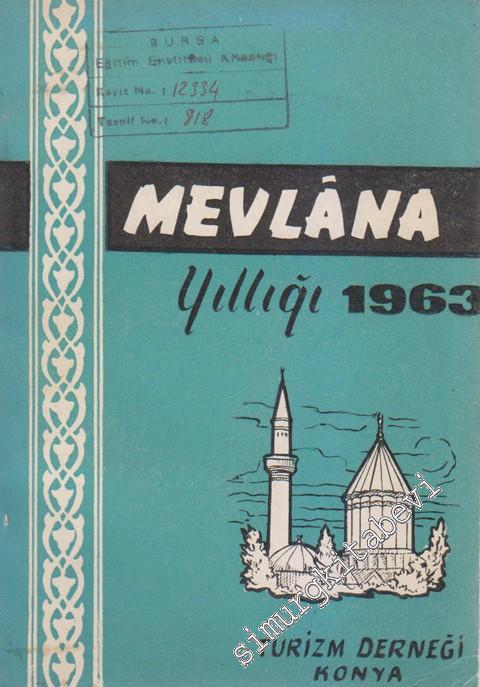 BURSA
Eğitim Enstitüsü Kitaplığı
Kayıt No. : 12334
Tasnif No. : 818
MEVLÂNA
Yıllığı 1963
TURİZM DERNEĞİ
KONYA
simurgkitabevi